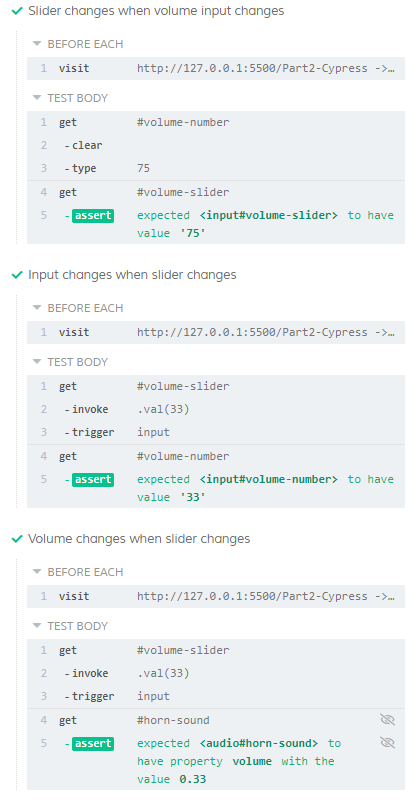 Slider changes when volume input changes
BEFORE EACH
1 visit http://127.0.0.1:5500/Part2-Cypress ->…
TEST BODY
1 get #volume-number
2 -clear
3 -type 75
4 get #volume-slider
5 -assert expected <input#volume-slider> to have
value '75'
Input changes when slider changes
BEFORE EACH
1 visit http://127.0.0.1:5500/Part2-Cypress ->…
TEST BODY
1 get #volume-slider
2 -invoke .val(33)
3 -trigger input
4 get #volume-number
5 -assert expected <input#volume-number> to have
value '33'
Volume changes when slider changes
BEFORE EACH
1 visit http://127.0.0.1:5500/Part2-Cypress ->…
TEST BODY
1 get #volume-slider
2 -invoke .val(33)
3 -trigger input
4 get #horn-sound
5 -assert expected <audio#horn-sound> to
have property volume with the
value 0.33